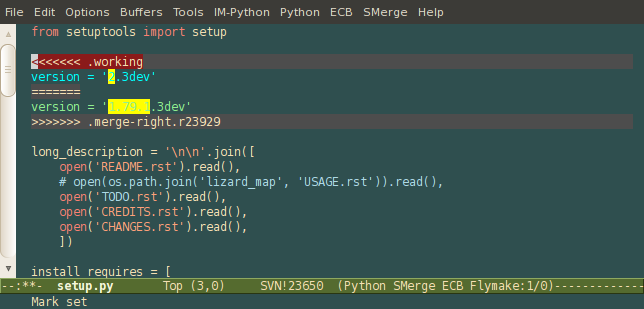 File Edit Options Buffers Tools IM-Python Python ECB SMerge Help
from setuptools import setup
<<<<<<< .working
version = '2.3dev'
=======
version = '1.79.1.3dev'
>>>>>>> .merge-right.r23929
long_description = '\n\n'.join([
    open('README.rst').read(),
    # open(os.path.join('lizard_map', 'USAGE.rst')).read(),
    open('TODO.rst').read(),
    open('CREDITS.rst').read(),
    open('CHANGES.rst').read(),
    ])
install_requires = [
--:**-  setup.py       Top (3,0)     SVN!23650  (Python SMerge ECB Flymake:1/0)-------------
Mark set